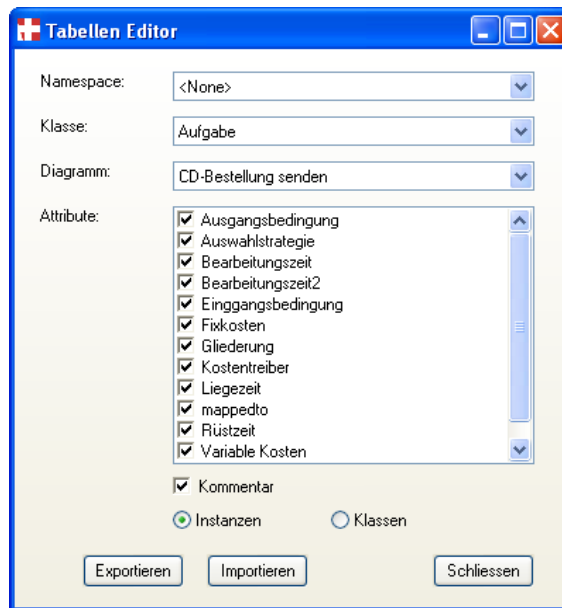 Tabellen Editor
Namespace: <None>
Klasse: Aufgabe
Diagramm: CD-Bestellung senden
Attribute: Ausgangsbedingung
Auswahlstrategie
Bearbeitungszeit
Bearbeitungszeit2
Einggangsbedingung
Fixkosten
Gliederung
Kostentreiber
Liegezeit
mappedto
Rüstzeit
Variable Kosten
Kommentar
Instanzen Klassen
Exportieren Importieren Schliessen